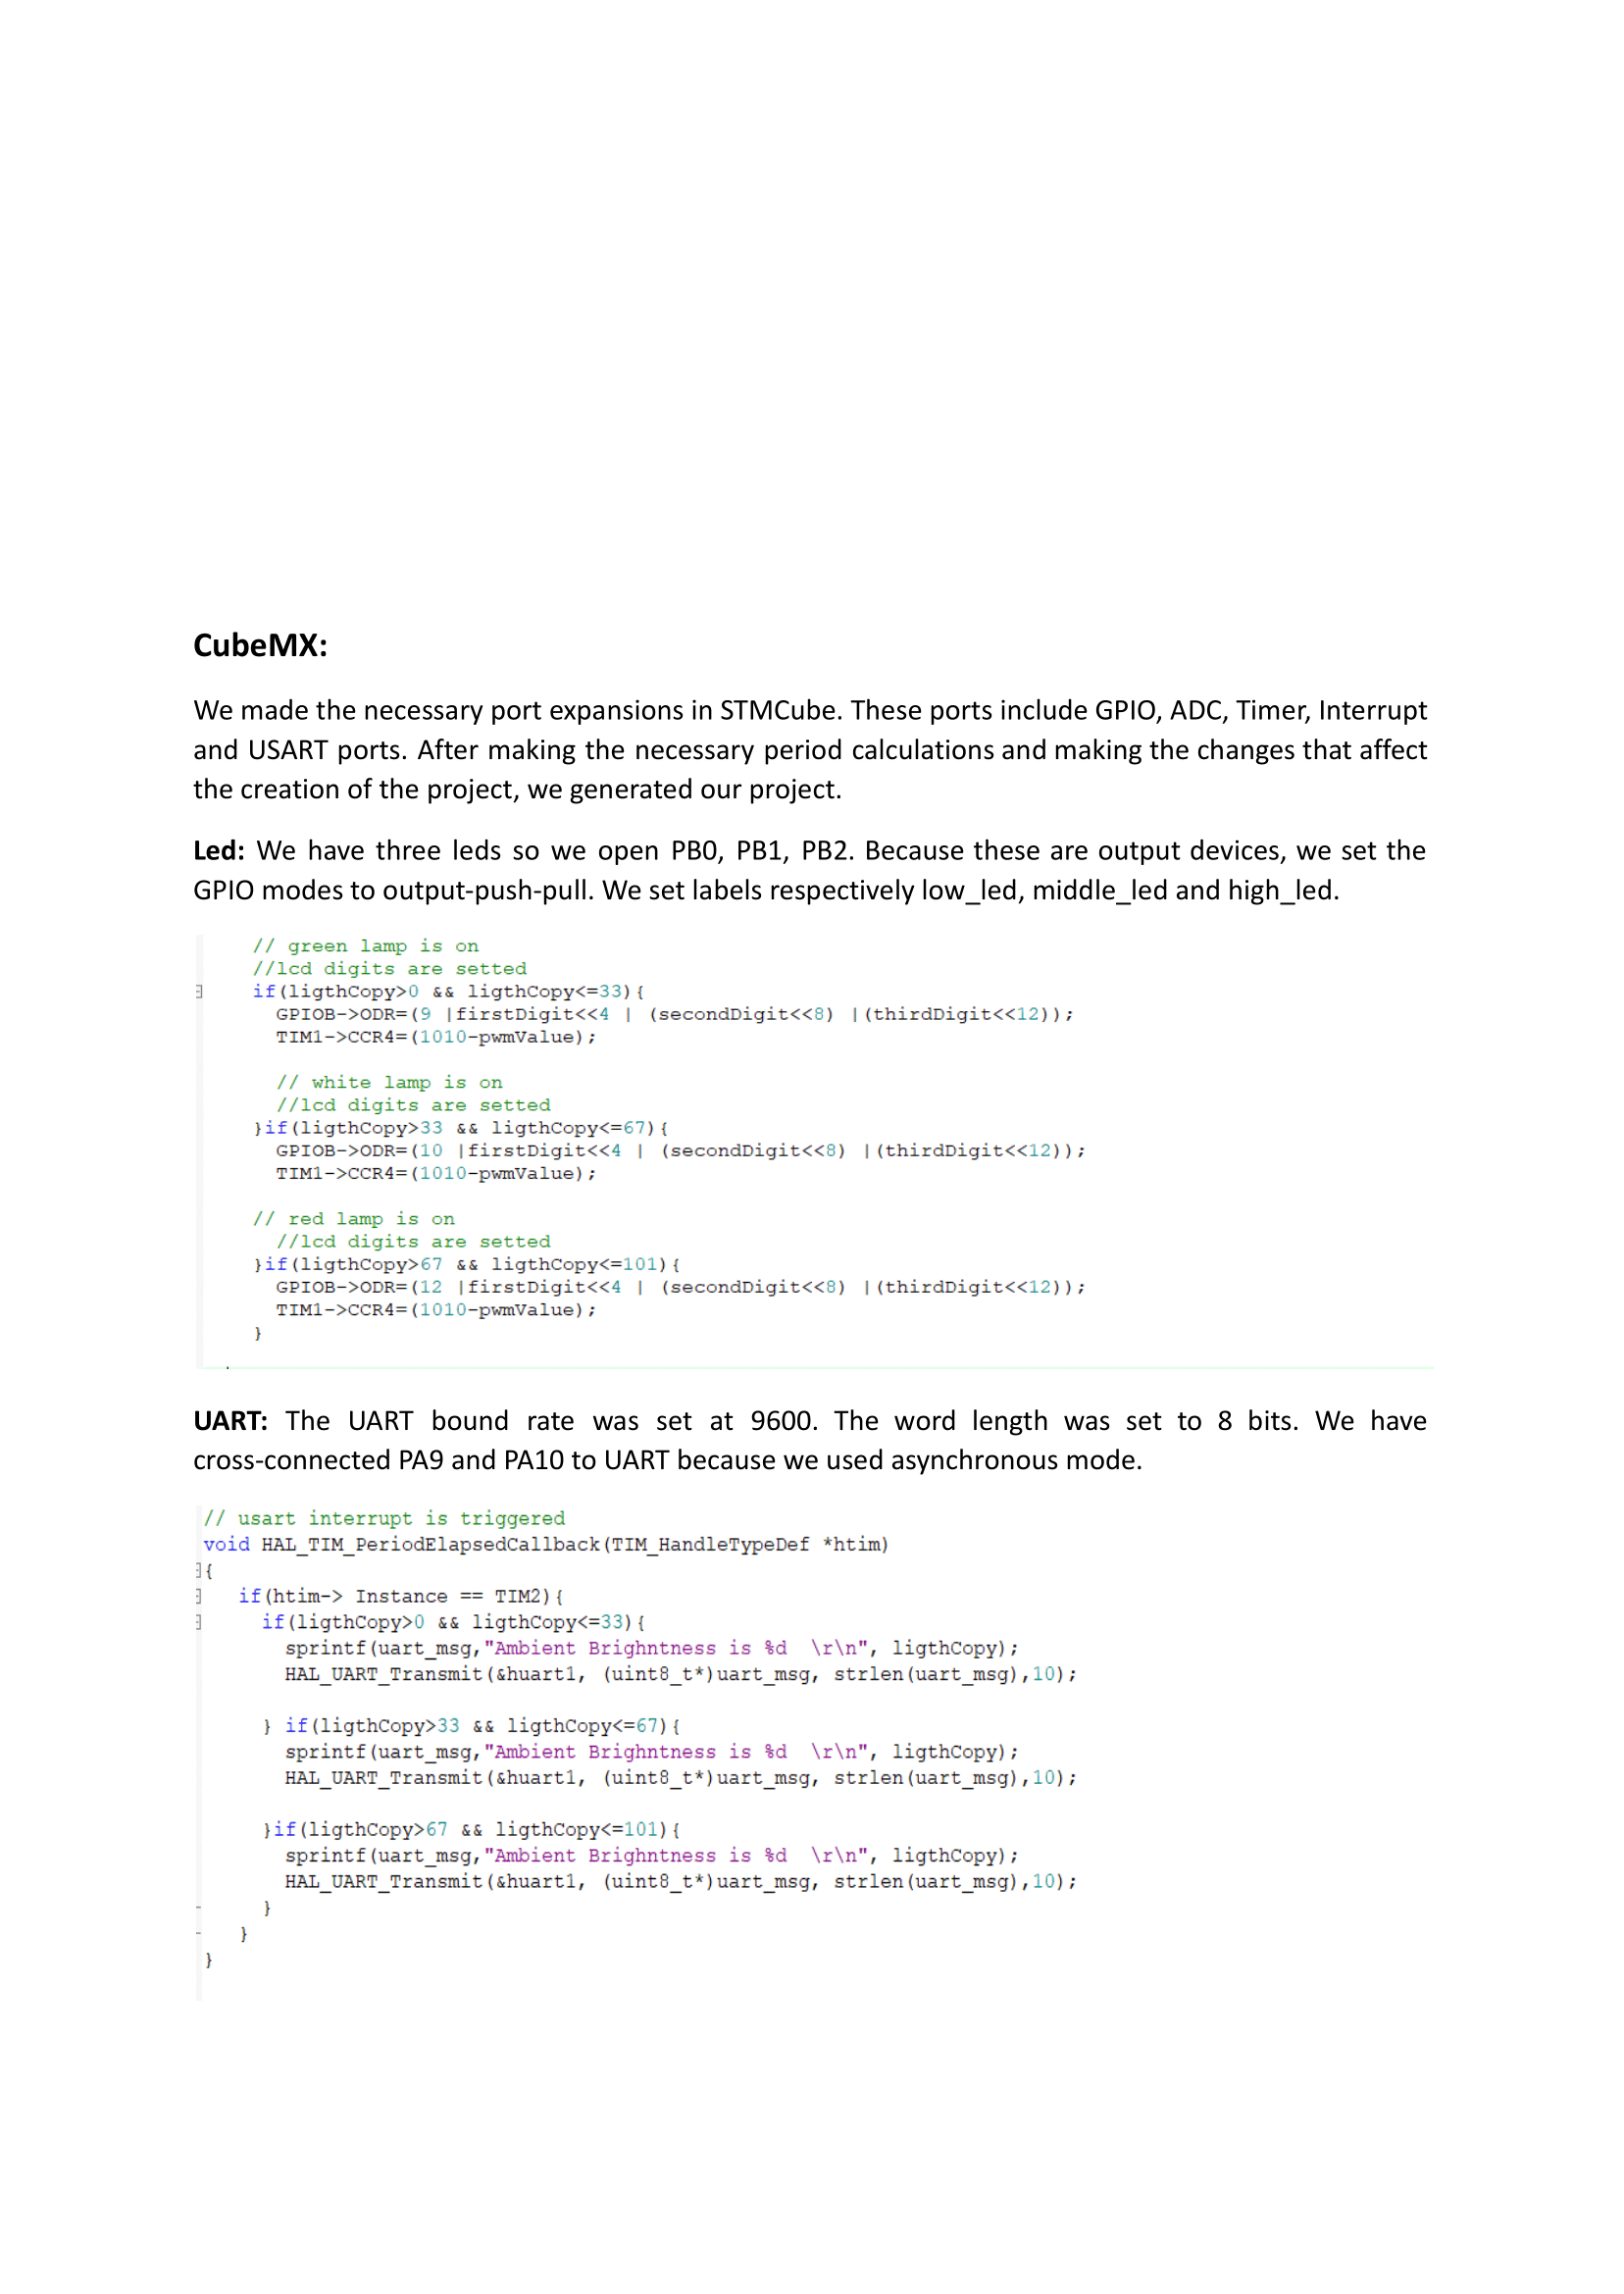 CubeMX:
We made the necessary port expansions in STMCube. These ports include GPIO, ADC, Timer, Interrupt
and USART ports. After making the necessary period calculations and making the changes that affect
the creation of the project, we generated our project.
Led: We have three leds so we open PB0, PB1, PB2. Because these are output devices, we set the
GPIO modes to output-push-pull. We set labels respectively low_led, middle_led and high_led.
// green lamp is on
//lcd digits are setted
if(ligthCopy>0 && ligthCopy<=33){
GPIOB->ODR=(9 |firstDigit<<4 | (secondDigit<<8) |(thirdDigit<<12));
TIM1->CCR4=(1010-pwmValue);
// white lamp is on
//lcd digits are setted
}if(ligthCopy>33 && ligthCopy<=67){
GPIOB->ODR=(10 |firstDigit<<4 | (secondDigit<<8) |(thirdDigit<<12));
TIM1->CCR4=(1010-pwmValue);
// red lamp is on
//lcd digits are setted
}if(ligthCopy>67 && ligthCopy<=101){
GPIOB->ODR=(12 |firstDigit<<4 | (secondDigit<<8) |(thirdDigit<<12));
TIM1->CCR4=(1010-pwmValue);
}
UART: The UART bound rate was set at 9600. The word length was set to 8 bits. We have
cross-connected PA9 and PA10 to UART because we used asynchronous mode.
// usart interrupt is triggered
void HAL_TIM_PeriodElapsedCallback(TIM_HandleTypeDef *htim)
{
if(htim-> Instance == TIM2){
if(ligthCopy>0 && ligthCopy<=33){
sprintf(uart_msg,"Ambient Brighntness is %d  \r\n", ligthCopy);
HAL_UART_Transmit(&huart1, (uint8_t*)uart_msg, strlen(uart_msg),10);
} if(ligthCopy>33 && ligthCopy<=67){
sprintf(uart_msg,"Ambient Brighntness is %d  \r\n", ligthCopy);
HAL_UART_Transmit(&huart1, (uint8_t*)uart_msg, strlen(uart_msg),10);
}if(ligthCopy>67 && ligthCopy<=101){
sprintf(uart_msg,"Ambient Brighntness is %d  \r\n", ligthCopy);
HAL_UART_Transmit(&huart1, (uint8_t*)uart_msg, strlen(uart_msg),10);
}
}
}